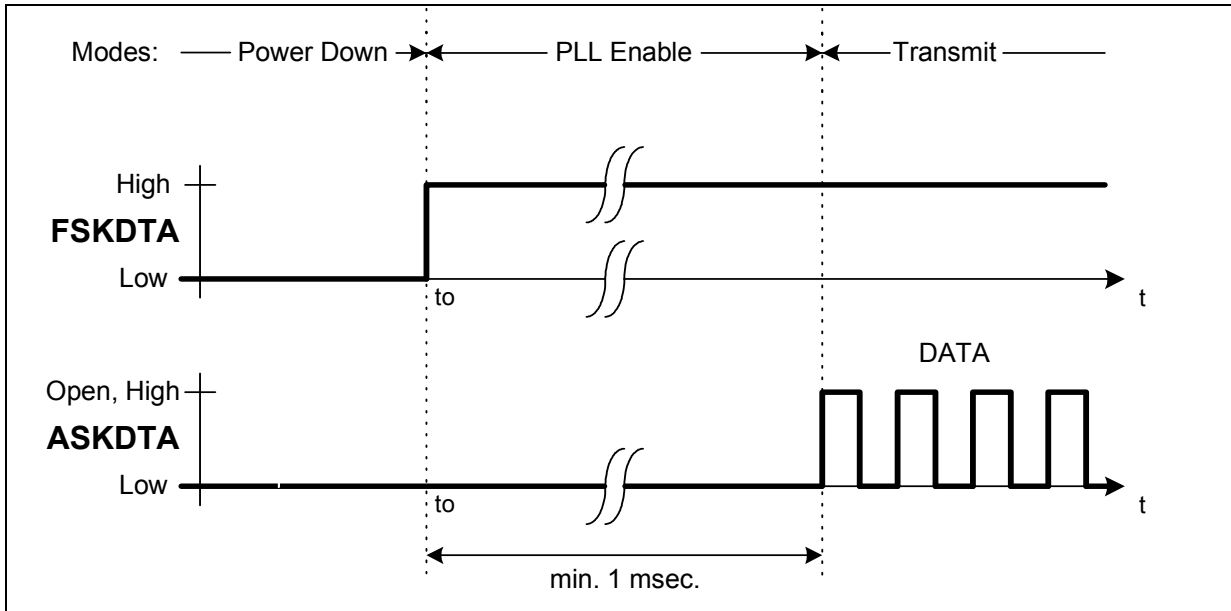 Modes: Power Down PLL Enable Transmit
High
FSKDTA
Low
to
t
DATA
Open, High
ASKDTA
Low
to
t
min. 1 msec.